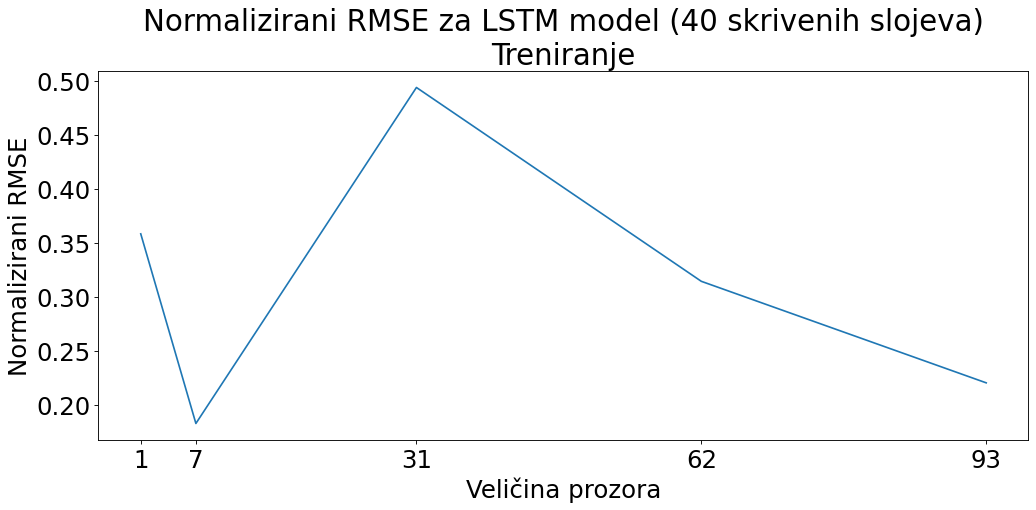 Normalizirani RMSE za LSTM model (40 skrivenih slojeva)
Treniranje
Normalizirani RMSE
0.50
0.45
0.40
0.35
0.30
0.25
0.20
1 7 31 62 93
Veličina prozora